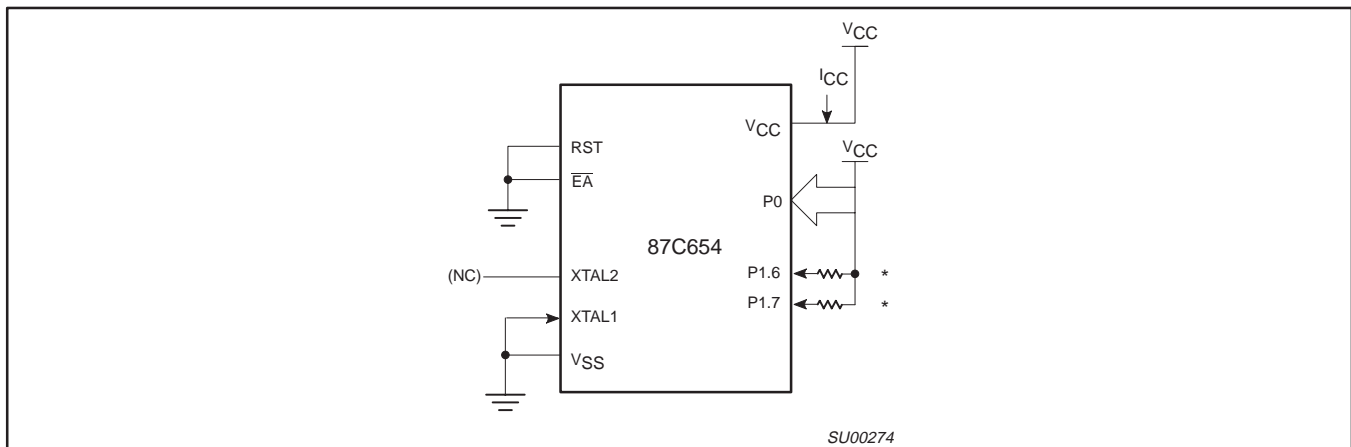 VCC
ICC
VCC
RST
VCC
EA
P0
87C654
(NC)
XTAL2
P1.6
*
P1.7
*
XTAL1
VSS
SU00274